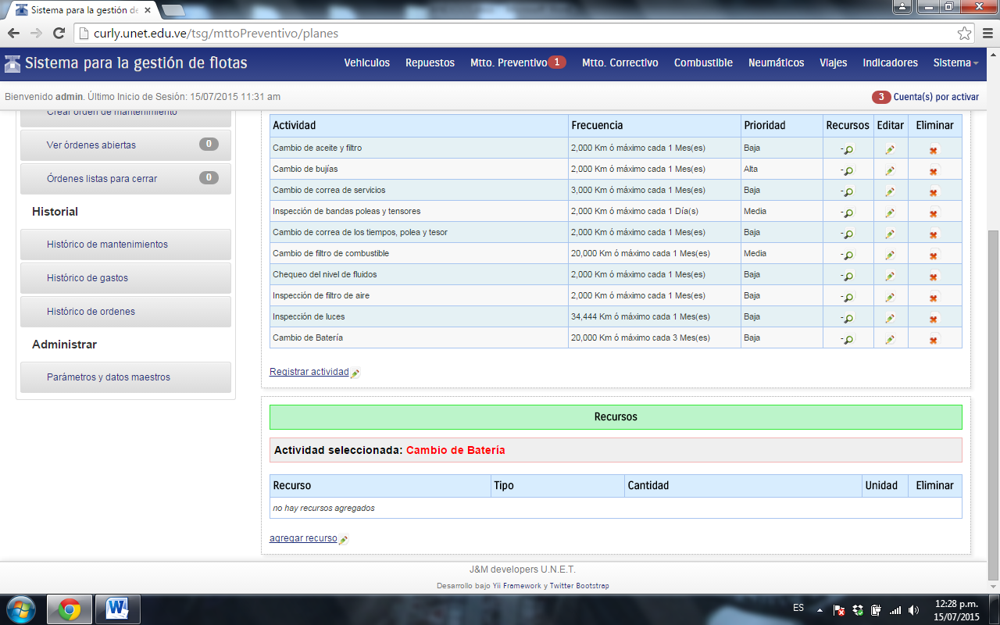 Sistema para la gestión de
curly.unet.edu.ve/tsg/mttoPreventivo/planes
Sistema para la gestión de flotas
Vehiculos Repuestos Mtto. Preventivo 1 Mtto. Correctivo Combustible Neumáticos Viajes Indicadores Sistema
Bienvenido admin. Último Inicio de Sesión: 15/07/2015 11:31 am
3 Cuenta(s) por activar
Crear orden de mantenimiento
Ver órdenes abiertas 0
Órdenes listas para cerrar 0
Historial
Histórico de mantenimientos
Histórico de gastos
Histórico de ordenes
Administrar
Parámetros y datos maestros
Actividad Frecuencia Prioridad Recursos Editar Eliminar
Cambio de aceite y filtro 2,000 Km ó máximo cada 1 Mes(es) Baja -
Cambio de bujías 2,000 Km ó máximo cada 1 Mes(es) Alta -
Cambio de correa de servicios 3,000 Km ó máximo cada 1 Mes(es) Baja -
Inspección de bandas poleas y tensores 2,000 Km ó máximo cada 1 Día(s) Media -
Cambio de correa de los tiempos, polea y tesor 2,000 Km ó máximo cada 1 Mes(es) Baja -
Cambio de filtro de combustible 20,000 Km ó máximo cada 1 Mes(es) Media -
Chequeo del nivel de fluidos 2,000 Km ó máximo cada 1 Mes(es) Baja -
Inspección de filtro de aire 2,000 Km ó máximo cada 1 Mes(es) Baja -
Inspección de luces 34,444 Km ó máximo cada 1 Mes(es) Baja -
Cambio de Batería 20,000 Km ó máximo cada 3 Mes(es) Baja -
Registrar actividad
Recursos
Actividad seleccionada: Cambio de Batería
Recurso Tipo Cantidad Unidad Eliminar
no hay recursos agregados
agregar recurso
J&M developers U.N.E.T.
Desarrollo bajo Yii Framework y Twitter Bootstrap
ES
12:28 p.m.
15/07/2015